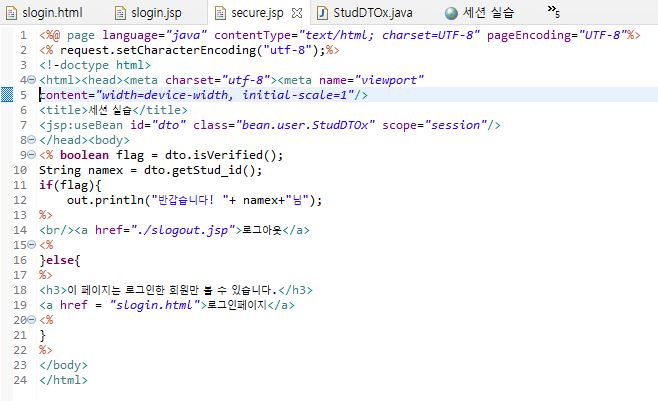 slogin.html slogin.jsp secure.jsp StudDTOx.java 세션 실습 »5
1 <%@ page language="java" contentType="text/html; charset=UTF-8" pageEncoding="UTF-8"%>
2 <% request.setCharacterEncoding("utf-8");%>
3 <!-doctype html>
4 <html><head><meta charset="utf-8"><meta name="viewport"
5 content="width=device-width, initial-scale=1"/>
6 <title>세션 실습</title>
7 <jsp:useBean id="dto" class="bean.user.StudDTOx" scope="session"/>
8 </head><body>
9 <% boolean flag = dto.isVerified();
10 String namex = dto.getStud_id();
11 if(flag){
12 out.println("반갑습니다! "+ namex+"님");
13 %>
14 <br/><a href="./slogout.jsp">로그아웃</a>
15 <%
16 }else{
17 %>
18 <h3>이 페이지는 로그인한 회원만 볼 수 있습니다.</h3>
19 <a href = "slogin.html">로그인페이지</a>
20 <%
21 }
22 %>
23 </body>
24 </html>